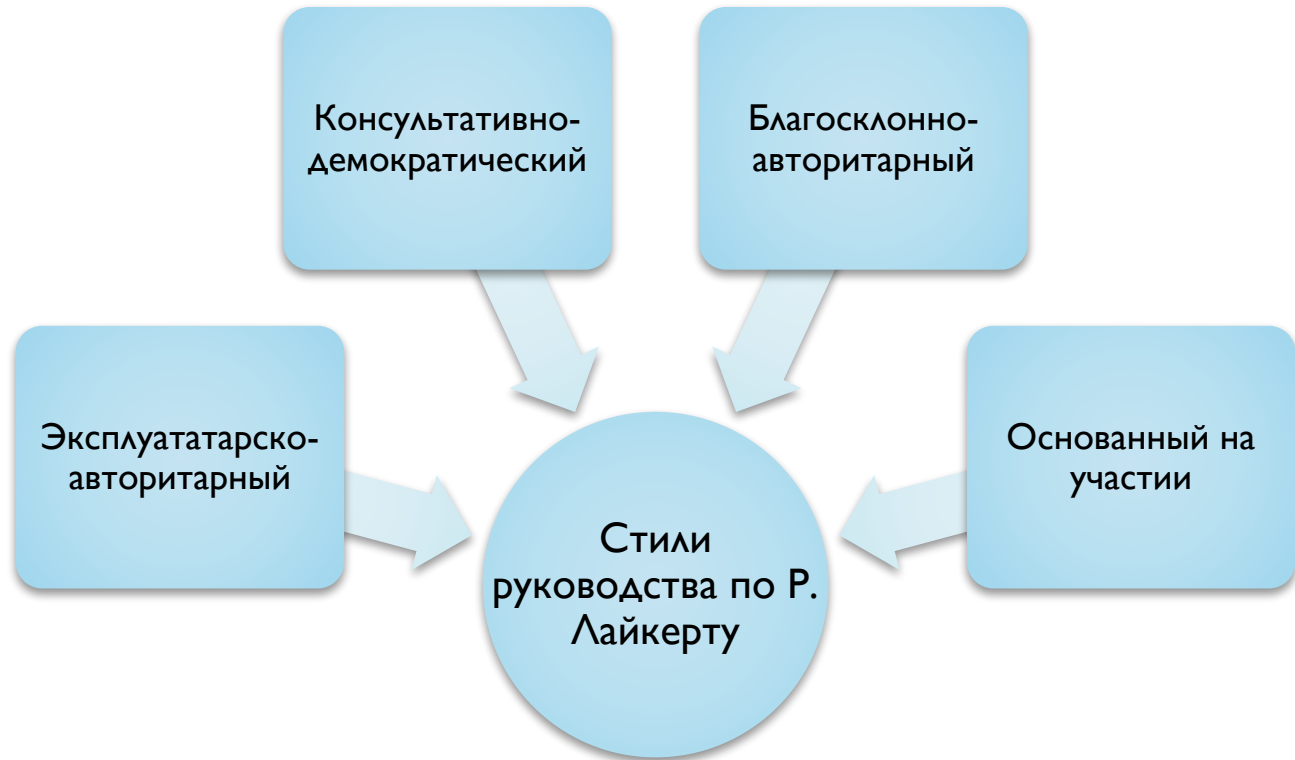 Консультативно-
демократический
Благосклонно-
авторитарный
Эксплуататарско-
авторитарный
Основанный на
участии
Стили
руководства по Р.
Лайкерту